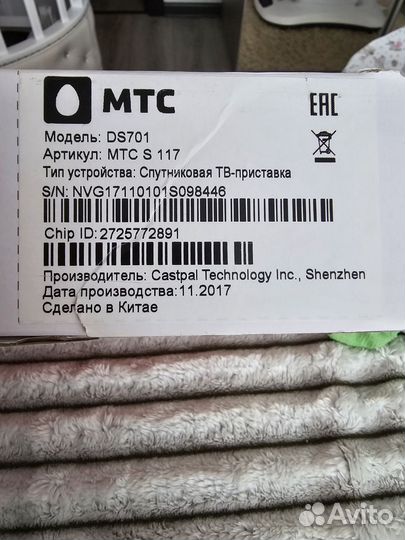 МТС
EAC
Модель: DS701
Артикул: МТС S 117
Тип устройства: Спутниковая ТВ-приставка
S/N: NVG17110101S098446
Chip ID:2725772891
Производитель: Castpal Technology Inc., Shenzhen
Дата производства:11.2017
Сделано в Китае
Avito